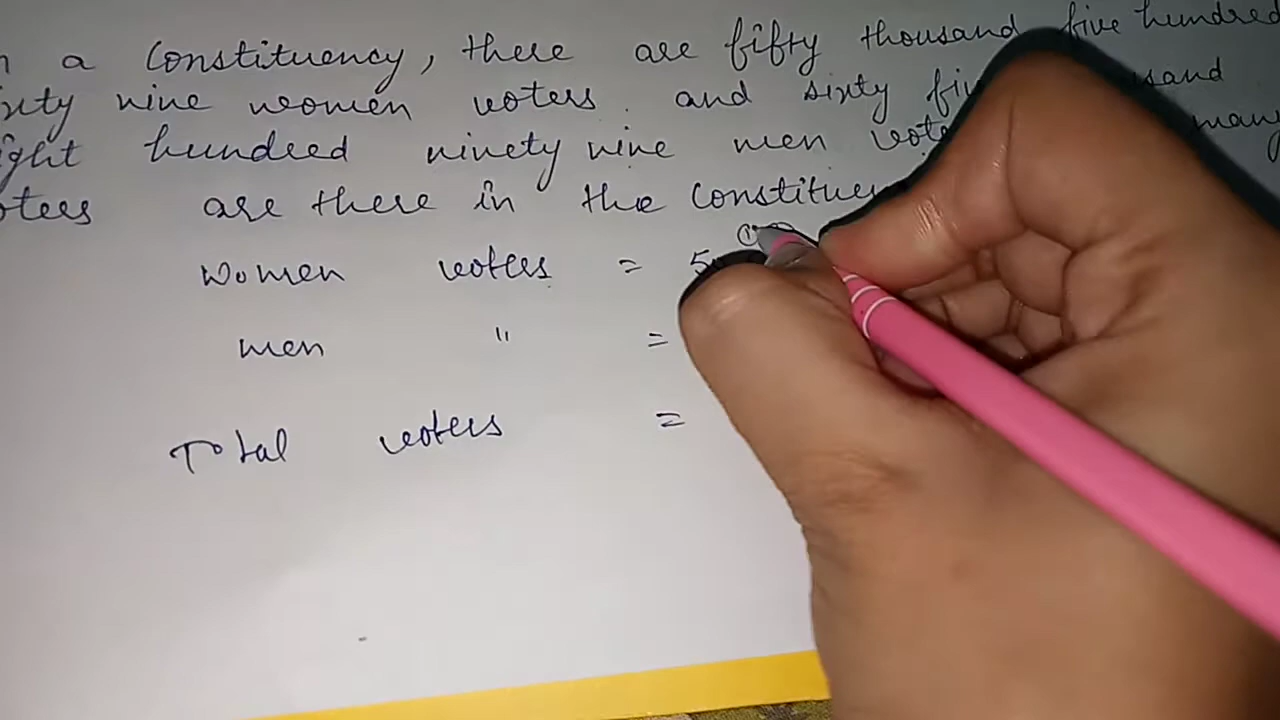 a constituency, there are fifty thousand five hundred
nine women voters. and sixty
hundred ninety nine men
are there in the
Women voters =
men " =
Total voters =